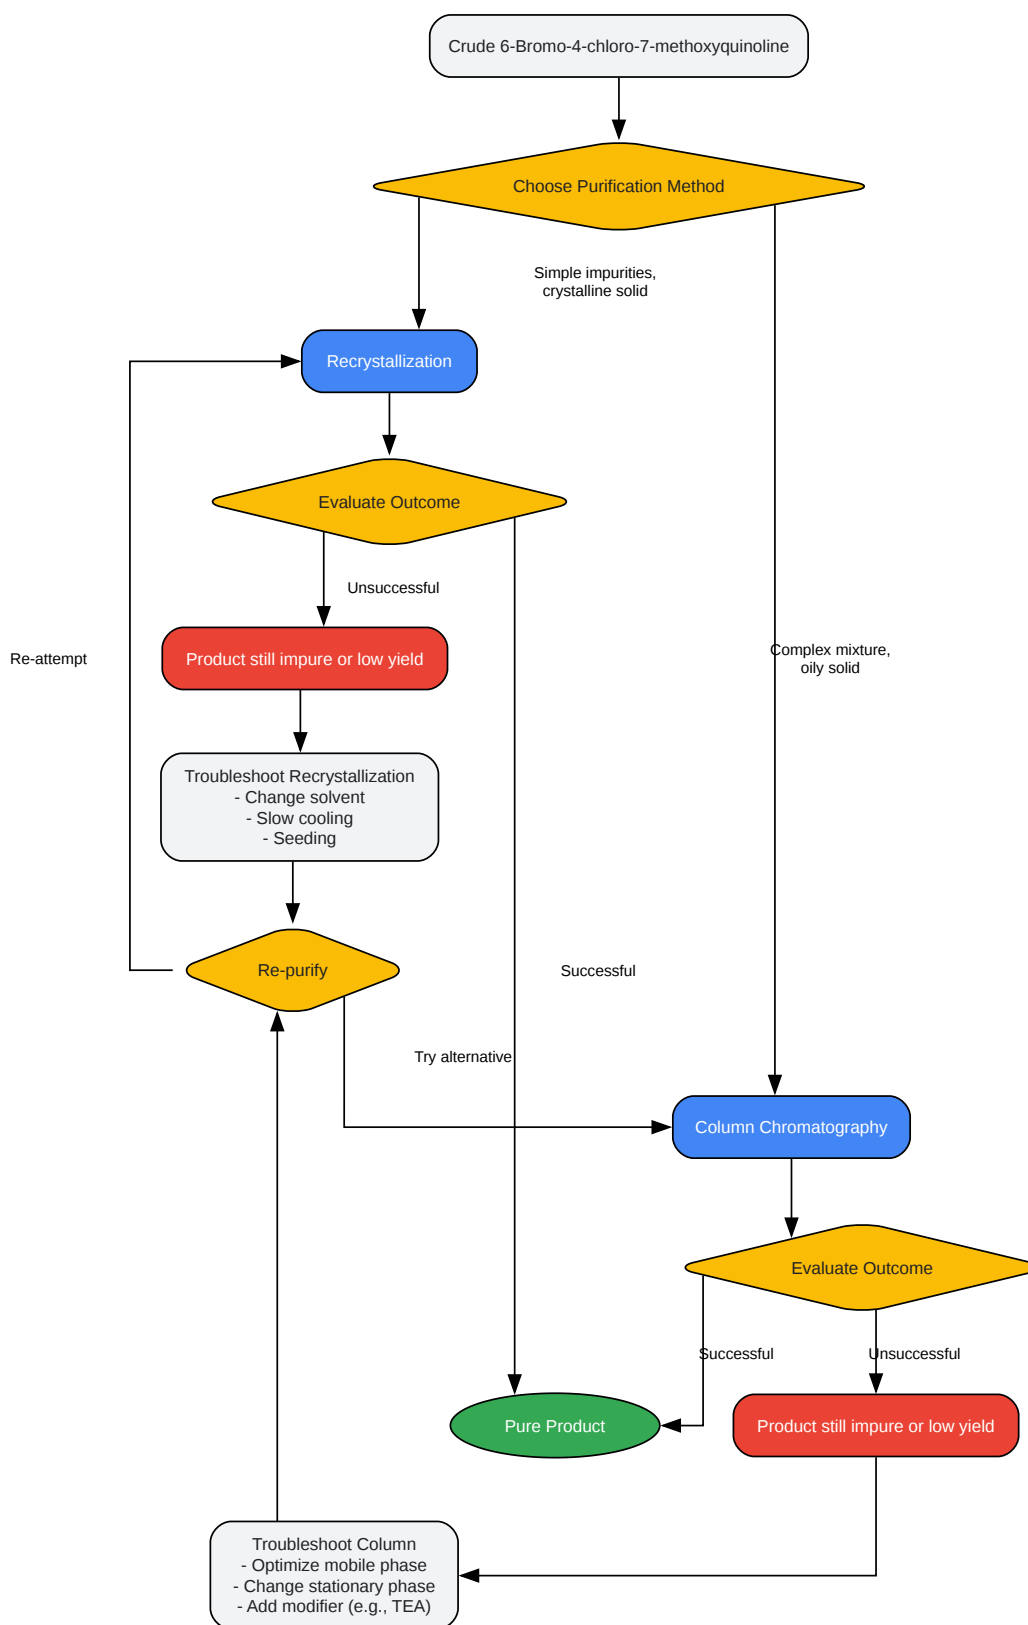 Crude 6-Bromo-4-chloro-7-methoxyquinoline
Choose Purification Method
Simple impurities,
crystalline solid
Recrystallization
Evaluate Outcome
Unsuccessful
Re-attempt
Product still impure or low yield
Complex mixture,
oily solid
Troubleshoot Recrystallization
- Change solvent
- Slow cooling
- Seeding
Re-purify
Successful
Try alternative
Column Chromatography
Evaluate Outcome
Successful
Unsuccessful
Pure Product
Product still impure or low yield
Troubleshoot Column
- Optimize mobile phase
- Change stationary phase
- Add modifier (e.g., TEA)